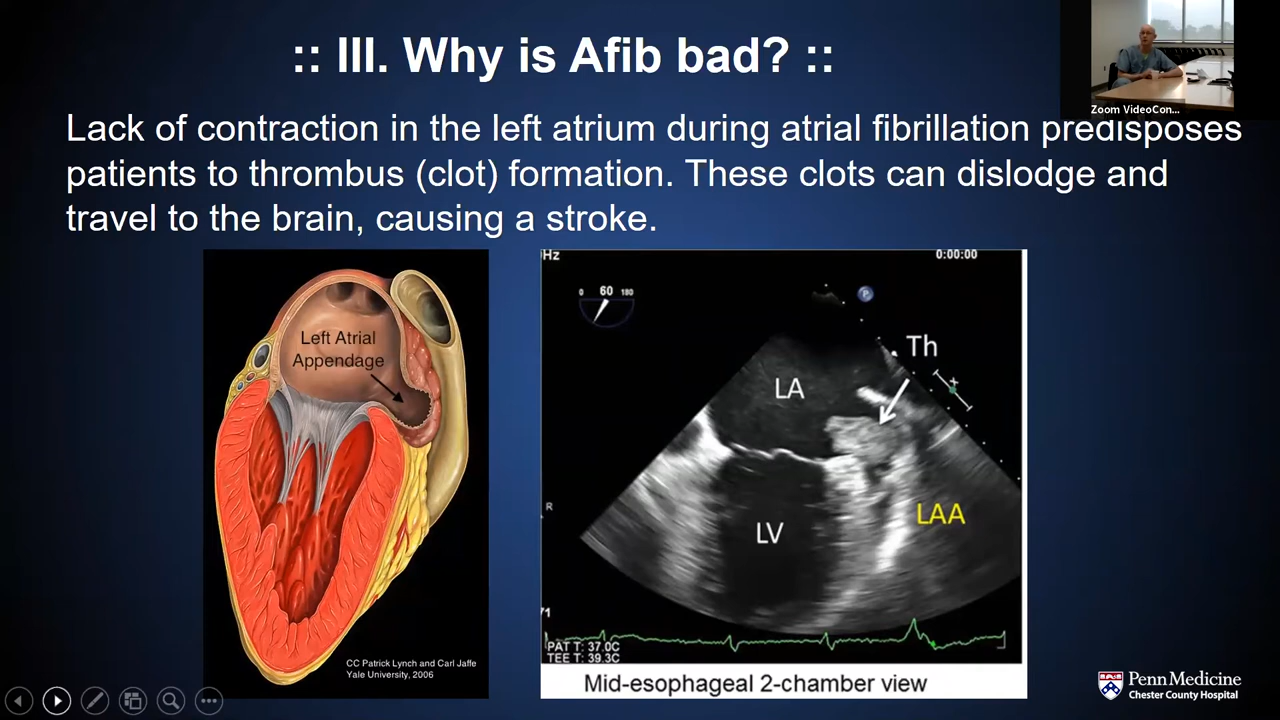 :: III. Why is Afib bad? ::
Zoom VideoCon...
Lack of contraction in the left atrium during atrial fibrillation predisposes
patients to thrombus (clot) formation. These clots can dislodge and
travel to the brain, causing a stroke.
Left Atrial
Appendage
CC Patrick Lynch and Carl Jaffe
Yale University, 2006
Hz
0:00:00
0 60 180
P
Th
LA
R
LAA
LV
71
PAT T: 37.0C
TEE T: 39.3C
Mid-esophageal 2-chamber view
Penn Medicine
Chester County Hospital